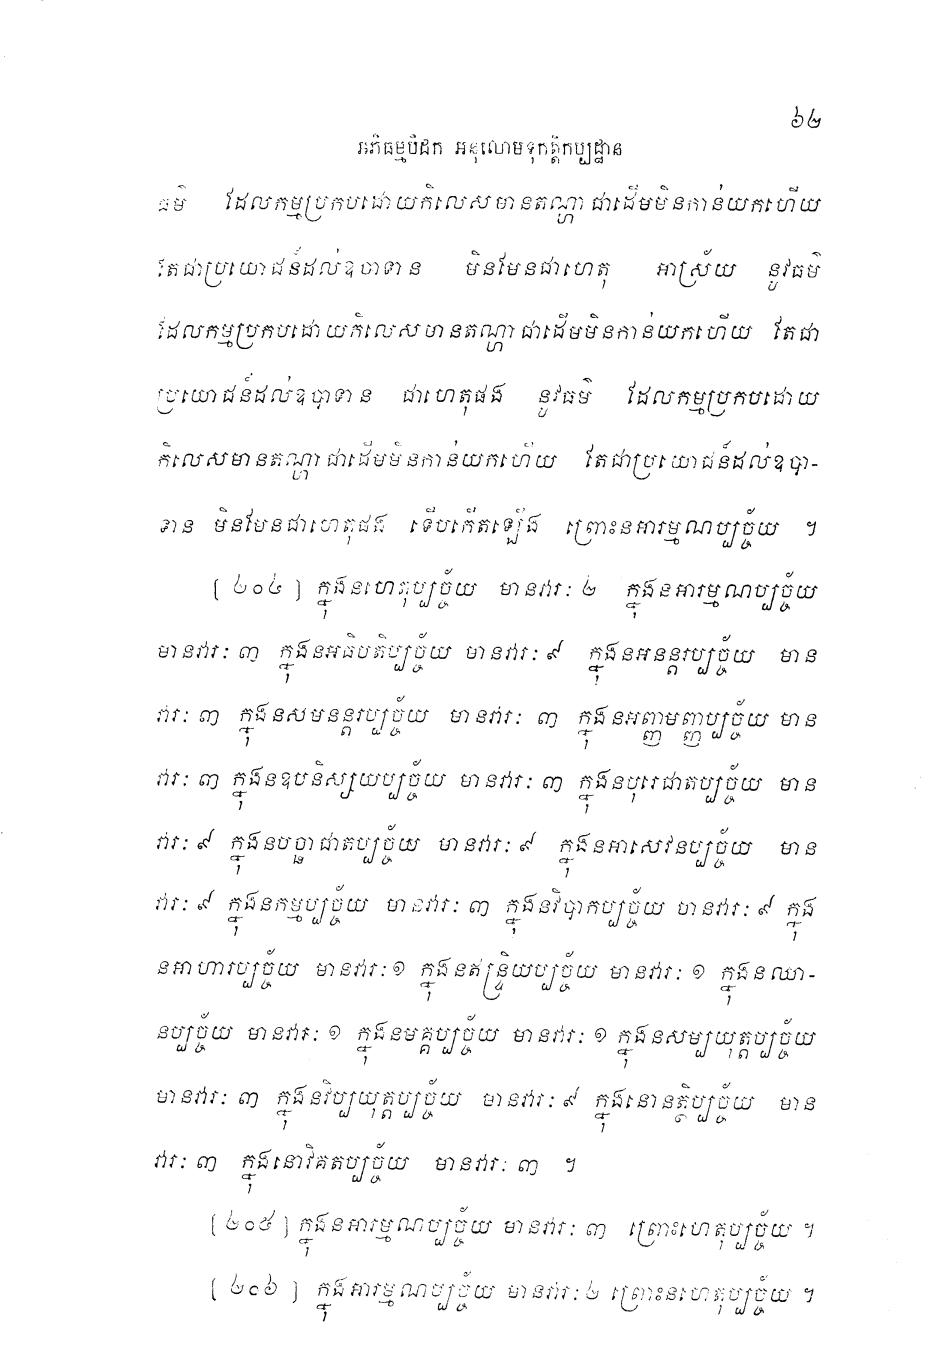 ៦២
អភិធម្មបិដក អនុលោមទុកត្តិកប្បដ្ឋាន
ធម៌ ដែលកម្មប្រកបដោយកិលេសមានតណ្ហា ជាដើមមិនកាន់យកហើយ
តែជាប្រយោជន៍ដល់ឧបាទាន មិនមែនជាហេតុ អាស្រ័យ នូវធម៌
ដែលកម្មប្រកបដោយកិលេសមានតណ្ហា ជាដើមមិនកាន់យកហើយ តែជា
ប្រយោជន៍ដល់ឧបាទាន ជាហេតុផង នូវធម៌ ដែលកម្មប្រកបដោយ
កិលេសមានតណ្ហា ជាដើមមិនកាន់យកហើយ តែជាប្រយោជន៍ដល់ឧបា-
ទាន មិនមែនជាហេតុផង ទើបកើតឡើង ព្រោះនអារម្មណប្បច្ច័យ ។
[ ២០៤ ] ក្នុងនហេតុប្បច្ច័យ មានវារៈ ២ ក្នុងនអារម្មណប្បច្ច័យ
មានវារៈ ៣ ក្នុងនអធិបតិប្បច្ច័យ មានវារៈ ៩ ក្នុងនអនន្តរប្បច្ច័យ មាន
វារៈ ៣ ក្នុងនសមនន្តរប្បច្ច័យ មានវារៈ ៣ ក្នុងនអញ្ញាមញ្ញប្បច្ច័យ មាន
វារៈ ៣ ក្នុងនឧបនិស្សយប្បច្ច័យ មានវារៈ ៣ ក្នុងនបុរេជាតប្បច្ច័យ មាន
វារៈ ៩ ក្នុងនបច្ឆាជាតប្បច្ច័យ មានវារៈ ៩ ក្នុងនអាសេវនប្បច្ច័យ មាន
វារៈ ៩ ក្នុងនកម្មប្បច្ច័យ មានវារៈ ៣ ក្នុងនវិបាកប្បច្ច័យ មានវារៈ ៩ ក្នុង
នអាហារប្បច្ច័យ មានវារៈ ១ ក្នុងនឥន្ទ្រិយប្បច្ច័យ មានវារៈ ១ ក្នុងនឈា-
នប្បច្ច័យ មានវារៈ ១ ក្នុងនមគ្គប្បច្ច័យ មានវារៈ ១ ក្នុងនសម្បយុត្តប្បច្ច័យ
មានវារៈ ៣ ក្នុងនវិប្បយុត្តប្បច្ច័យ មានវារៈ ៩ ក្នុងនោនត្ថិប្បច្ច័យ មាន
វារៈ ៣ ក្នុងនោវិគតប្បច្ច័យ មានវារៈ ៣ ។
[ ២០៥ ] ក្នុងនអារម្មណប្បច្ច័យ មានវារៈ ៣ ព្រោះហេតុប្បច្ច័យ ។
[ ២០៦ ] ក្នុងអារម្មណប្បច្ច័យ មានវារៈ ២ ព្រោះនហេតុប្បច្ច័យ ។